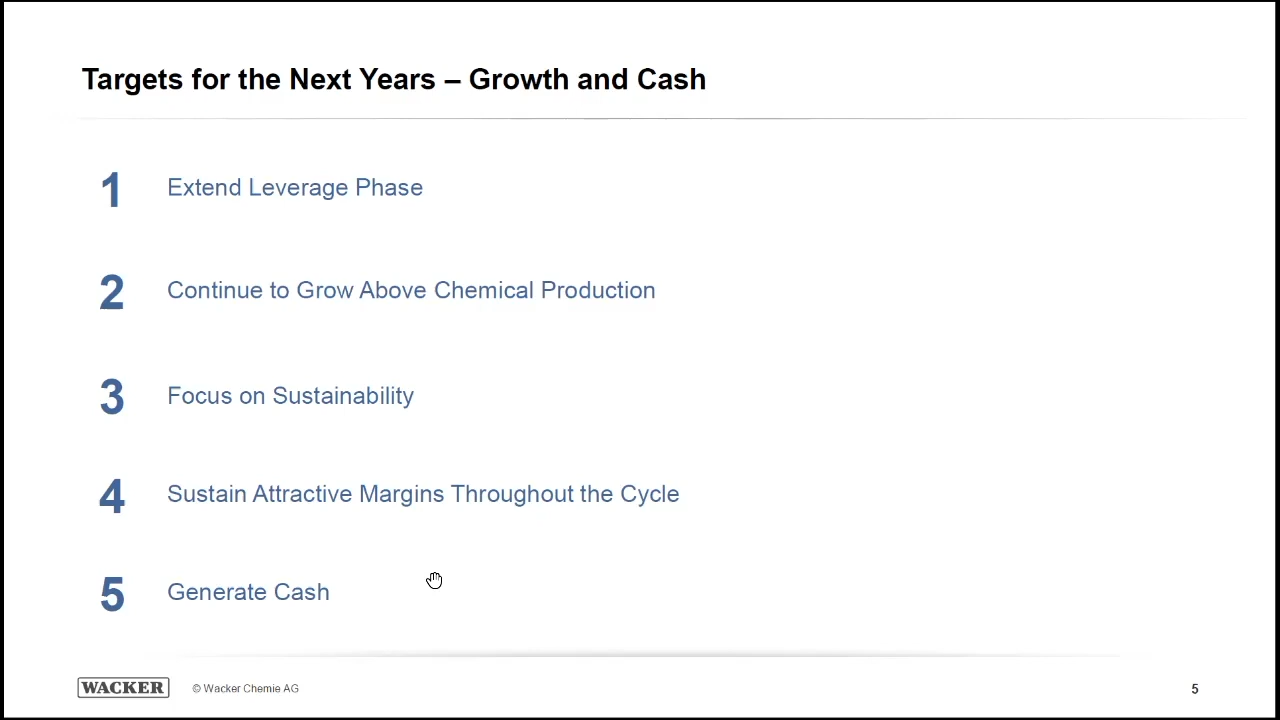 Targets for the Next Years – Growth and Cash
1 Extend Leverage Phase
2 Continue to Grow Above Chemical Production
3 Focus on Sustainability
4 Sustain Attractive Margins Throughout the Cycle
5 Generate Cash
WACKER © Wacker Chemie AG 5